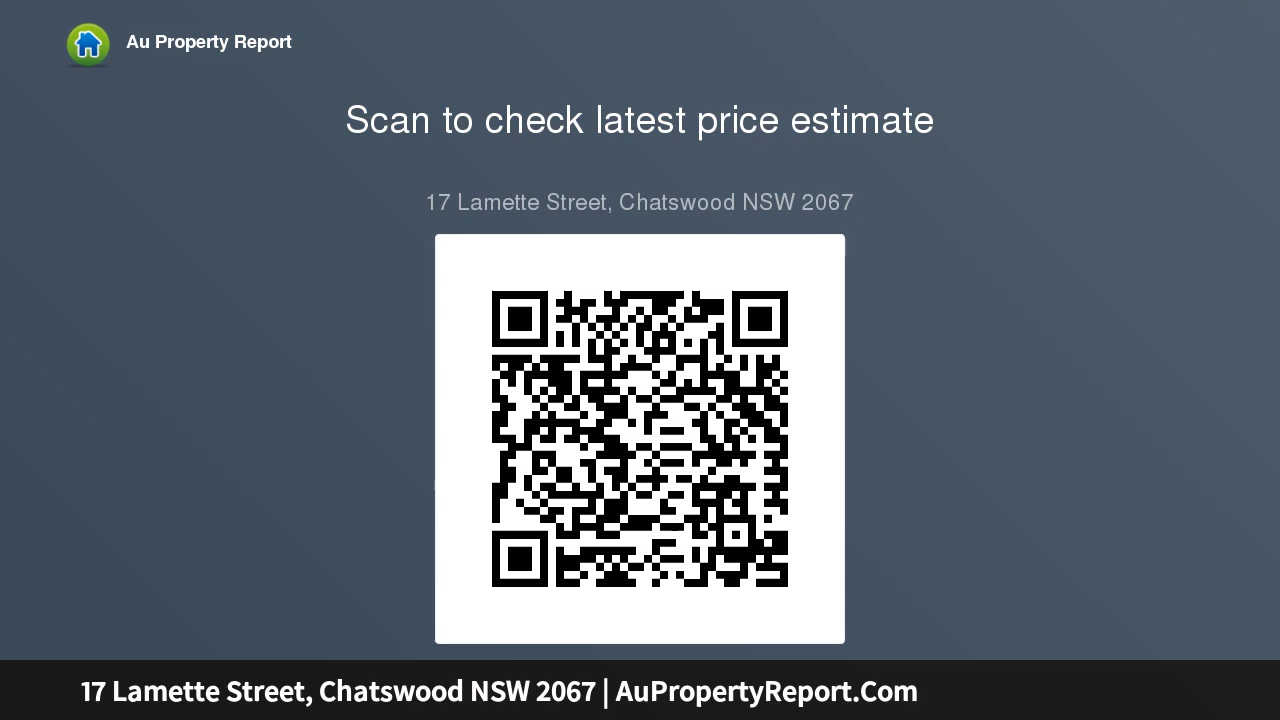 Au Property Report
Scan to check latest price estimate
17 Lamette Street, Chatswood NSW 2067
17 Lamette Street, Chatswood NSW 2067 | AuPropertyReport.Com